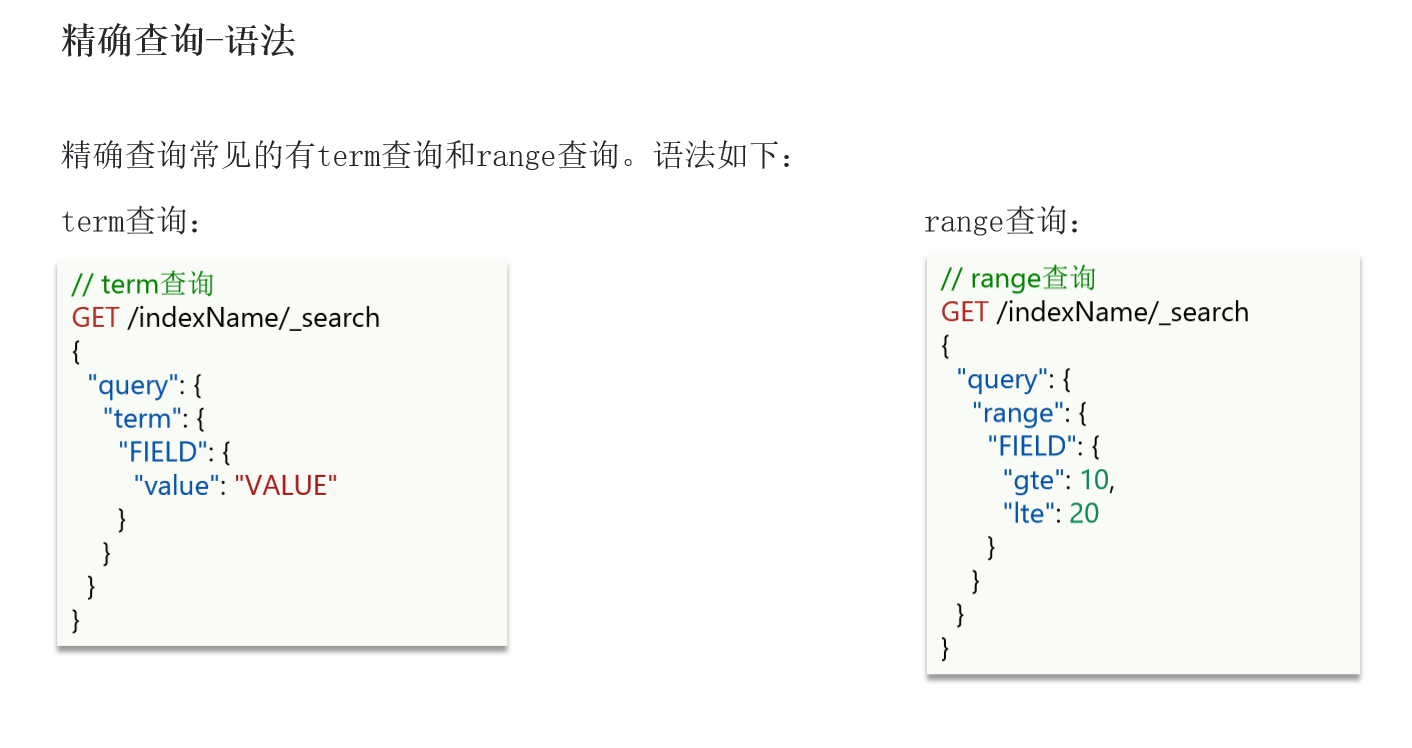 精确查询-语法
精确查询常见的有term查询和range查询。语法如下：
term查询：
// term查询
GET /indexName/_search
{
  "query": {
    "term": {
      "FIELD": {
        "value": "VALUE"
      }
    }
  }
}
range查询：
// range查询
GET /indexName/_search
{
  "query": {
    "range": {
      "FIELD": {
        "gte": 10,
        "lte": 20
      }
    }
  }
}